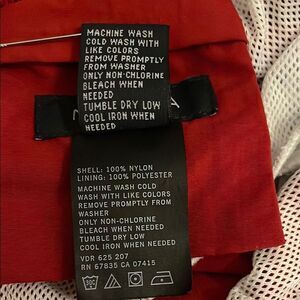 MACHINE WASH
COLD WASH WITH
LIKE COLORS
REMOVE PROMPTLY
FROM WASHER
ONLY NON-CHLORINE
BLEACH WHEN
NEEDED
TUMBLE DRY LOW
COOL IRON WHEN
NEEDED
SHELL: 100% NYLON
LINING: 100% POLYESTER
MACHINE WASH COLD
WASH WITH LIKE COLORS
REMOVE PROMPTLY FROM
WASHER
ONLY NON-CHLORINE
BLEACH WHEN NEEDED
TUMBLE DRY LOW
COOL IRON WHEN NEEDED
VDR 625 207
RN 67835 CA 07415